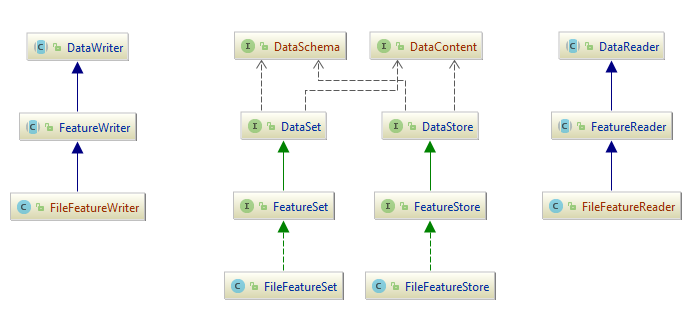 DataWriter
DataSchema
DataContent
DataReader
FeatureWriter
DataSet
DataStore
FeatureReader
FileFeatureWriter
FeatureSet
FeatureStore
FileFeatureReader
FileFeatureSet
FileFeatureStore